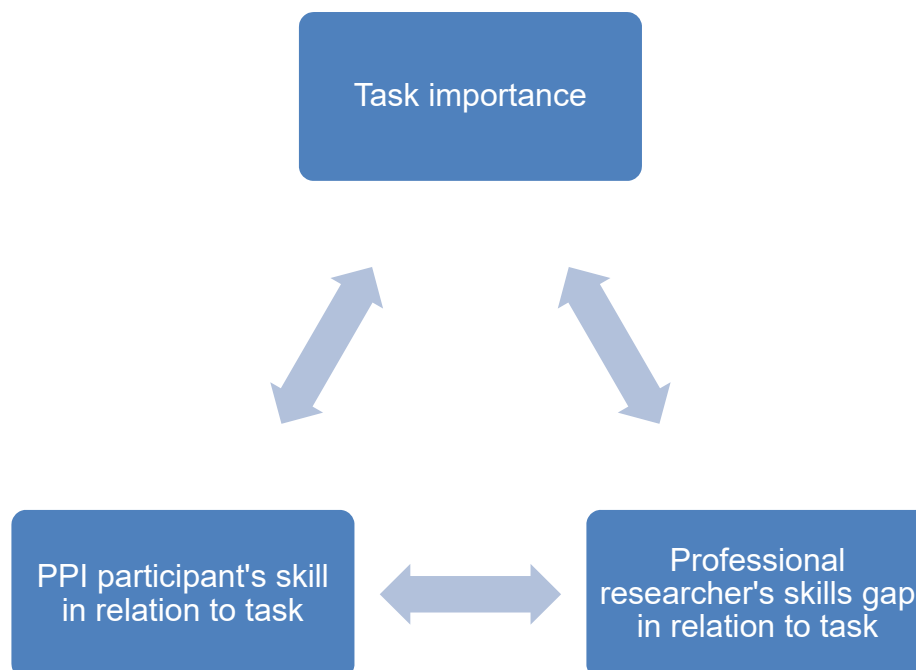 Task importance
PPI participant's skill
in relation to task
Professional
researcher's skills gap
in relation to task